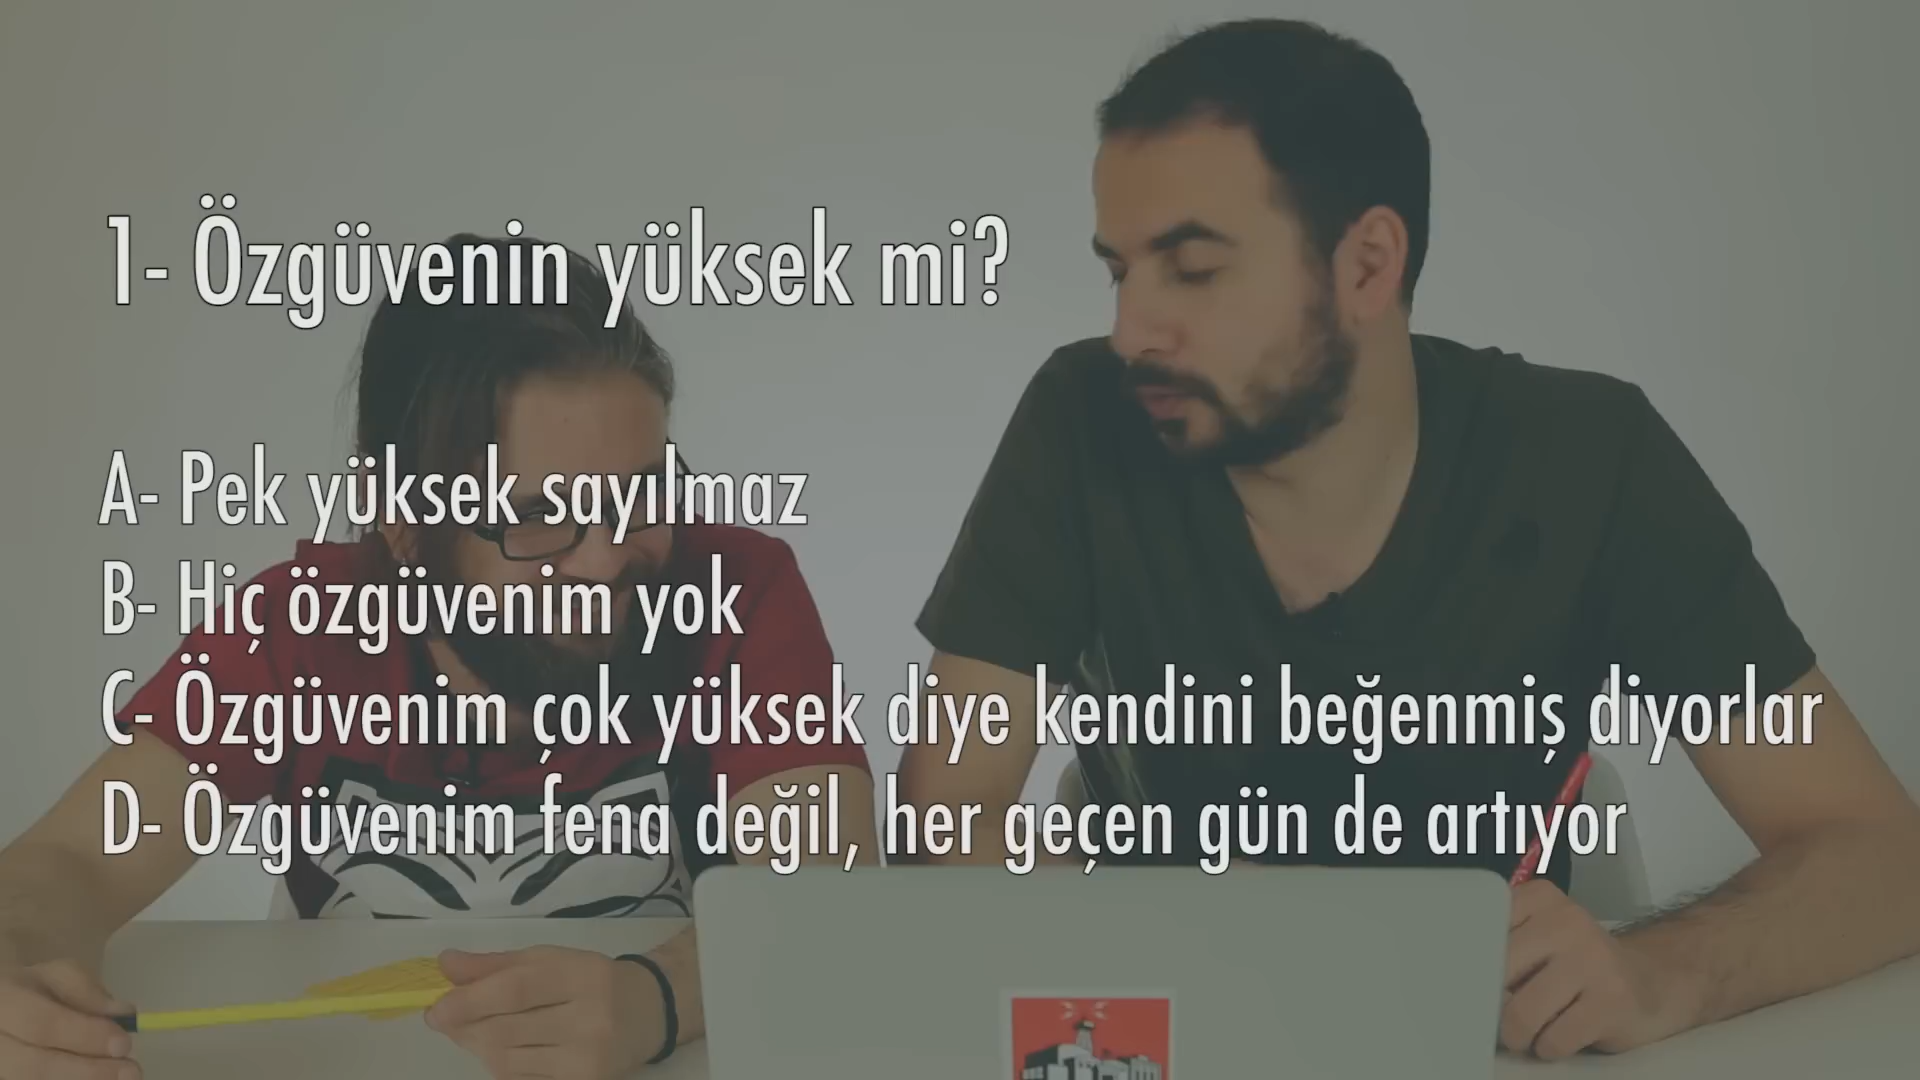 1- Özgüvenin yüksek mi?
A- Pek yüksek sayılmaz
B- Hiç özgüvenim yok
C- Özgüvenim çok yüksek diye kendini beğenmiş diyorlar
D- Özgüvenim fena değil, her geçen gün de artıyor